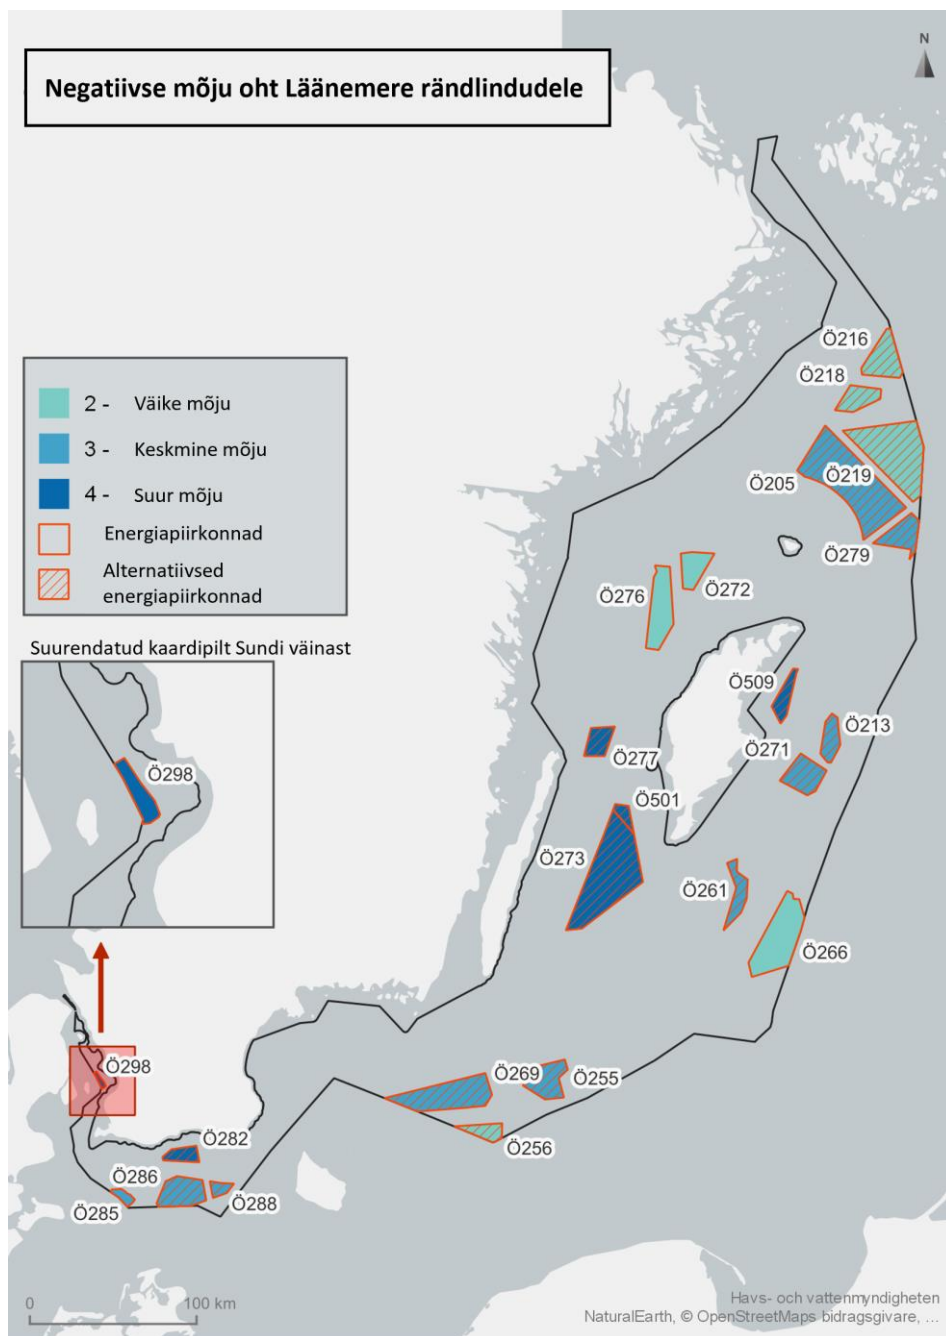 N
Negatiivse mõju oht Läänemere rändlindudele
2 - Väike mõju
3 - Keskmine mõju
4 - Suur mõju
Energiapiirkonnad
Alternatiivsed
energiapiirkonnad
Suurendatud kaardipilt Sundi väinast
Ö298
Ö216
Ö218
Ö219
Ö205
Ö279
Ö272
Ö276
Ö509
Ö213
Ö271
Ö277
Ö501
Ö273
Ö261
Ö266
Ö298
Ö269
Ö255
Ö256
Ö282
Ö286
Ö285
Ö288
0 100 km
Havs- och vattenmyndigheten
NaturalEarth, © OpenStreetMaps bidragsgivare, ...